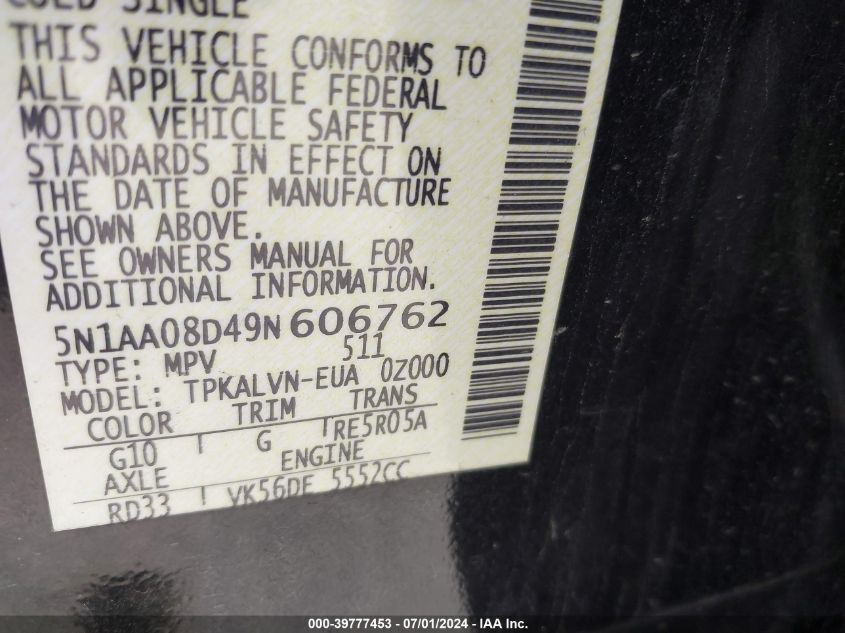 COLD SINGLE
THIS VEHICLE CONFORMS TO
ALL APPLICABLE FEDERAL
MOTOR VEHICLE SAFETY
STANDARDS IN EFFECT ON
THE DATE OF MANUFACTURE
SHOWN ABOVE.
SEE OWNERS MANUAL FOR
ADDITIONAL INFORMATION.
5N1AA08D49N606762
TYPE: MPV 511
MODEL: TPKALVN-EUA 0Z000
COLOR TRIM TRANS
G10 G RE5R05A
AXLE ENGINE
RD33 VK56DE 5552CC
000-39777453 - 07/01/2024 - IAA Inc.